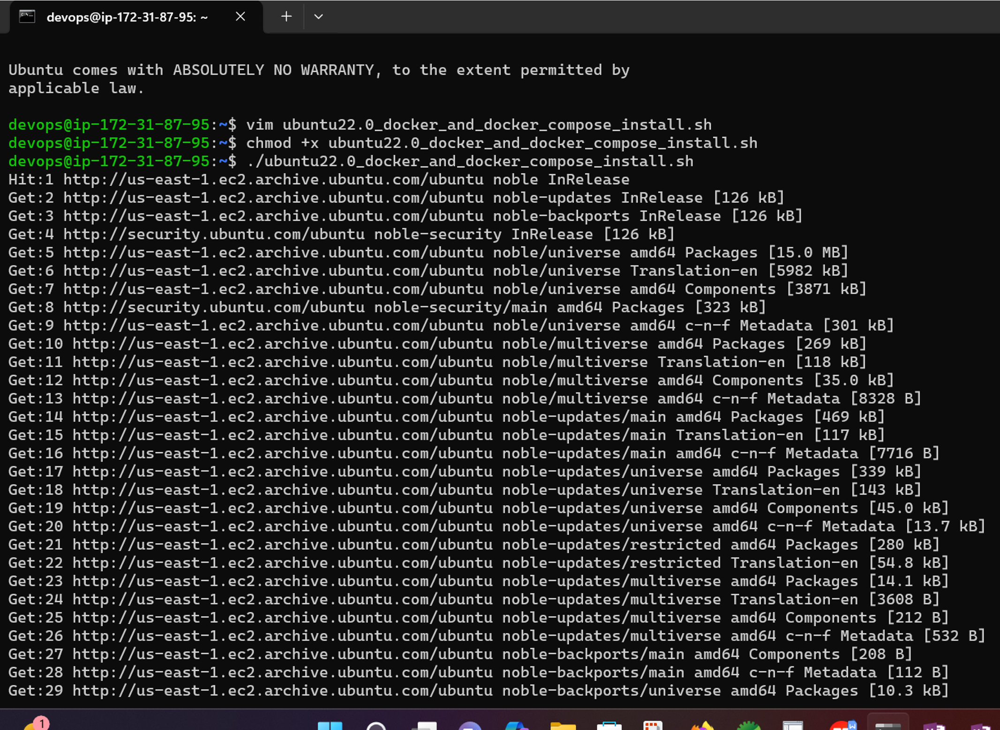 devops@ip-172-31-87-95: ~
Ubuntu comes with ABSOLUTELY NO WARRANTY, to the extent permitted by
applicable law.
devops@ip-172-31-87-95:~$ vim ubuntu22.0_docker_and_docker_compose_install.sh
devops@ip-172-31-87-95:~$ chmod +x ubuntu22.0_docker_and_docker_compose_install.sh
devops@ip-172-31-87-95:~$ ./ubuntu22.0_docker_and_docker_compose_install.sh
Hit:1 http://us-east-1.ec2.archive.ubuntu.com/ubuntu noble InRelease
Get:2 http://us-east-1.ec2.archive.ubuntu.com/ubuntu noble-updates InRelease [126 kB]
Get:3 http://us-east-1.ec2.archive.ubuntu.com/ubuntu noble-backports InRelease [126 kB]
Get:4 http://security.ubuntu.com/ubuntu noble-security InRelease [126 kB]
Get:5 http://us-east-1.ec2.archive.ubuntu.com/ubuntu noble/universe amd64 Packages [15.0 MB]
Get:6 http://us-east-1.ec2.archive.ubuntu.com/ubuntu noble/universe Translation-en [5982 kB]
Get:7 http://us-east-1.ec2.archive.ubuntu.com/ubuntu noble/universe amd64 Components [3871 kB]
Get:8 http://security.ubuntu.com/ubuntu noble-security/main amd64 Packages [323 kB]
Get:9 http://us-east-1.ec2.archive.ubuntu.com/ubuntu noble/universe amd64 c-n-f Metadata [301 kB]
Get:10 http://us-east-1.ec2.archive.ubuntu.com/ubuntu noble/multiverse amd64 Packages [269 kB]
Get:11 http://us-east-1.ec2.archive.ubuntu.com/ubuntu noble/multiverse Translation-en [118 kB]
Get:12 http://us-east-1.ec2.archive.ubuntu.com/ubuntu noble/multiverse amd64 Components [35.0 kB]
Get:13 http://us-east-1.ec2.archive.ubuntu.com/ubuntu noble/multiverse amd64 c-n-f Metadata [8328 B]
Get:14 http://us-east-1.ec2.archive.ubuntu.com/ubuntu noble-updates/main amd64 Packages [469 kB]
Get:15 http://us-east-1.ec2.archive.ubuntu.com/ubuntu noble-updates/main Translation-en [117 kB]
Get:16 http://us-east-1.ec2.archive.ubuntu.com/ubuntu noble-updates/main amd64 c-n-f Metadata [7716 B]
Get:17 http://us-east-1.ec2.archive.ubuntu.com/ubuntu noble-updates/universe amd64 Packages [339 kB]
Get:18 http://us-east-1.ec2.archive.ubuntu.com/ubuntu noble-updates/universe Translation-en [143 kB]
Get:19 http://us-east-1.ec2.archive.ubuntu.com/ubuntu noble-updates/universe amd64 Components [45.0 kB]
Get:20 http://us-east-1.ec2.archive.ubuntu.com/ubuntu noble-updates/universe amd64 c-n-f Metadata [13.7 kB]
Get:21 http://us-east-1.ec2.archive.ubuntu.com/ubuntu noble-updates/restricted amd64 Packages [280 kB]
Get:22 http://us-east-1.ec2.archive.ubuntu.com/ubuntu noble-updates/restricted Translation-en [54.8 kB]
Get:23 http://us-east-1.ec2.archive.ubuntu.com/ubuntu noble-updates/multiverse amd64 Packages [14.1 kB]
Get:24 http://us-east-1.ec2.archive.ubuntu.com/ubuntu noble-updates/multiverse Translation-en [3608 B]
Get:25 http://us-east-1.ec2.archive.ubuntu.com/ubuntu noble-updates/multiverse amd64 Components [212 B]
Get:26 http://us-east-1.ec2.archive.ubuntu.com/ubuntu noble-updates/multiverse amd64 c-n-f Metadata [532 B]
Get:27 http://us-east-1.ec2.archive.ubuntu.com/ubuntu noble-backports/main amd64 Components [208 B]
Get:28 http://us-east-1.ec2.archive.ubuntu.com/ubuntu noble-backports/main amd64 c-n-f Metadata [112 B]
Get:29 http://us-east-1.ec2.archive.ubuntu.com/ubuntu noble-backports/universe amd64 Packages [10.3 kB]
1